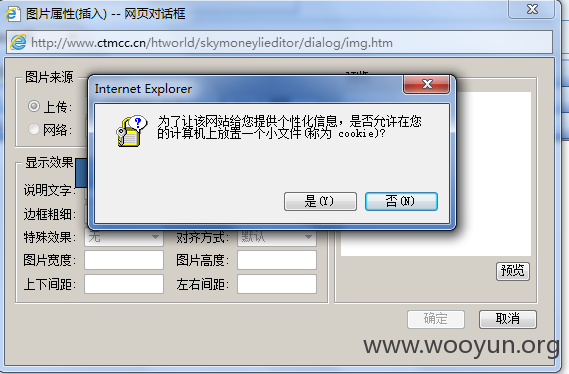 图片属性(插入) -- 网页对话框
http://www.ctmcc.cn/htworld/skymoneylieditor/dialog/img.htm
图片来源
上传:
网络:
Internet Explorer
为了让该网站给您提供个性化信息，是否允许在您
的计算机上放置一个小文件(称为 cookie)?
是(Y)
否(N)
显示效果
说明文字:
边框粗细:
特殊效果:
无
对齐方式:
默认
图片宽度:
图片高度:
上下间距:
左右间距:
预览
确定
取消
www.wooyun.org